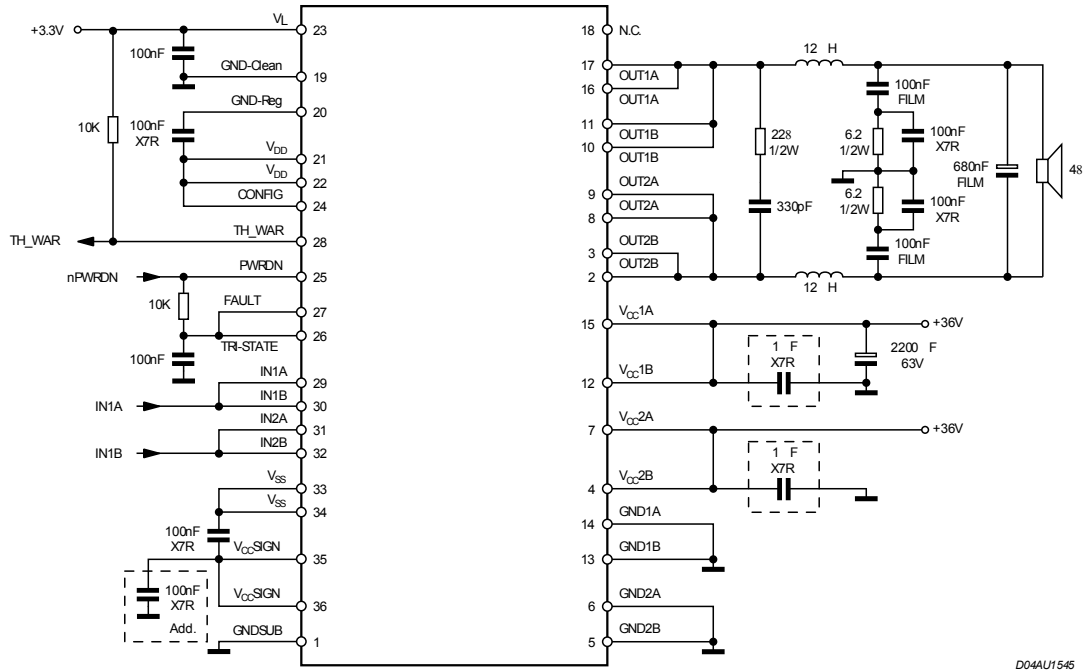 +3.3V
VL
23
100nF
GND-Clean
19
GND-Reg
20
10K
100nF
X7R
VDD
21
VDD
22
CONFIG
24
TH_WAR
TH_WAR
28
nPWRDN
PWRDN
25
10K
FAULT
27
TRI-STATE
26
100nF
IN1A
29
IN1A
IN1B
30
IN2A
31
IN1B
IN2B
32
VSS
33
VSS
34
100nF
X7R
VCCSIGN
35
100nF
X7R
Add.
VCCSIGN
36
GNDSUB
1
18
N.C.
17
OUT1A
16
OUT1A
11
OUT1B
10
OUT1B
9
OUT2A
8
OUT2A
3
OUT2B
2
OUT2B
12 H
228
1/2W
330pF
100nF
FILM
6.2
1/2W
100nF
X7R
6.2
1/2W
100nF
X7R
100nF
FILM
680nF
FILM
48
12 H
15
VCC1A
+36V
1 F
X7R
2200 F
63V
12
VCC1B
7
VCC2A
+36V
1 F
X7R
4
VCC2B
14
GND1A
13
GND1B
6
GND2A
5
GND2B
D04AU1545